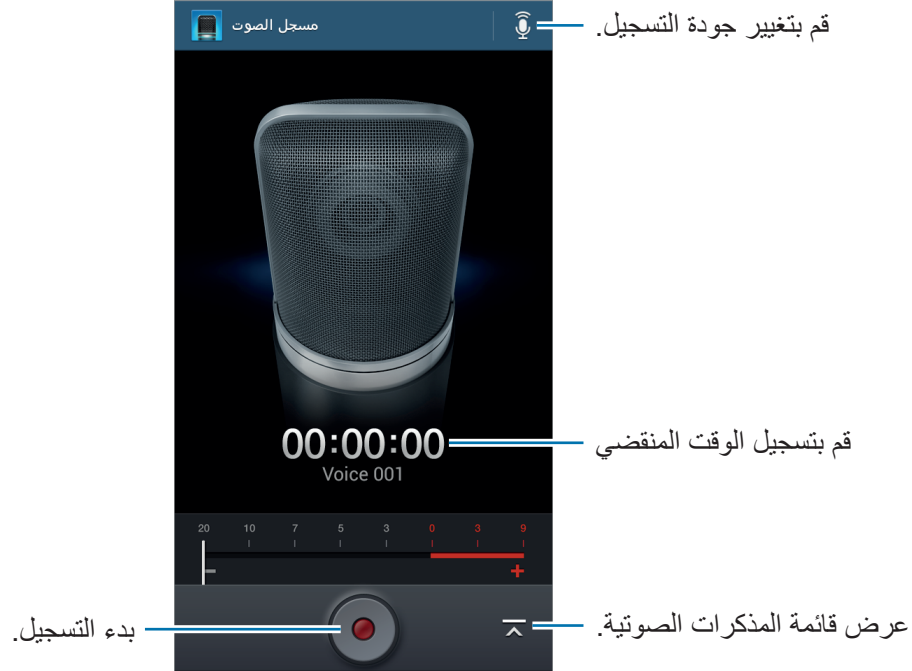 مسجل الصوت
قم بتغيير جودة التسجيل.
00:00:00
قم بتسجيل الوقت المنقضي
Voice 001
20 10 7 5 3 0 3 9
− +
عرض قائمة المذكرات الصوتية.
بدء التسجيل.